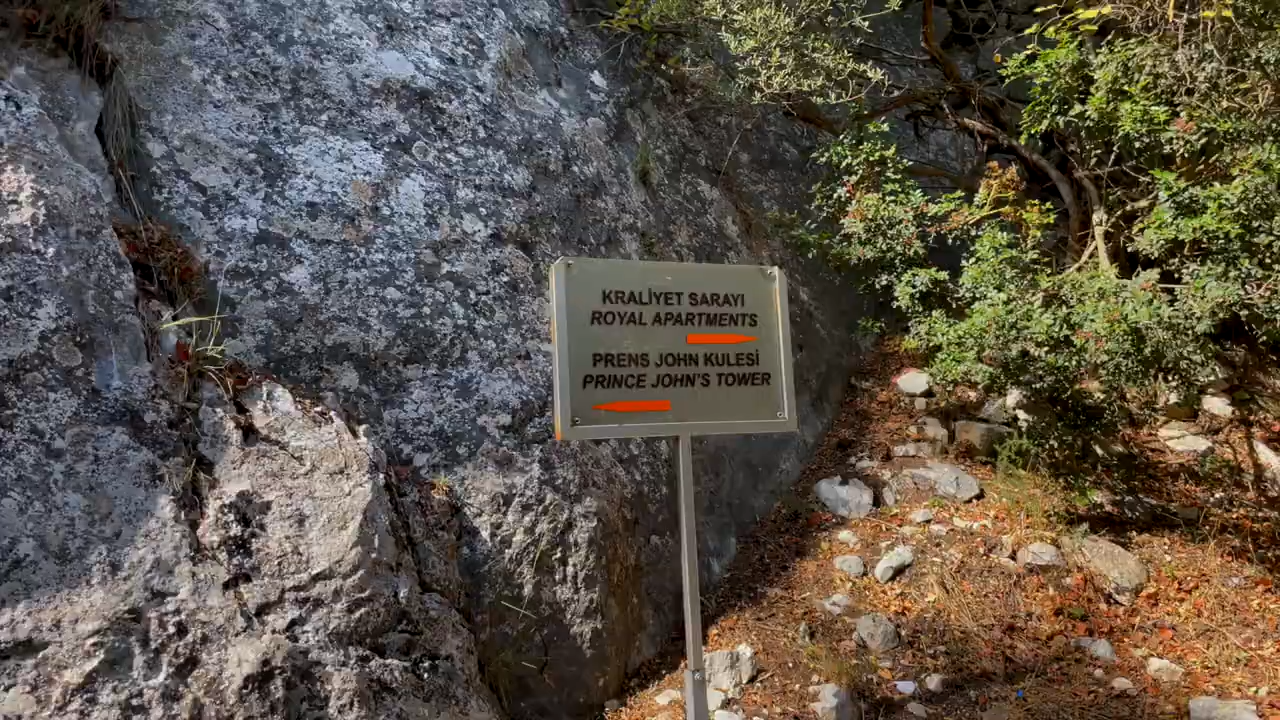 KRALİYET SARAYI
ROYAL APARTMENTS
PRENS JOHN KULESİ
PRINCE JOHN'S TOWER